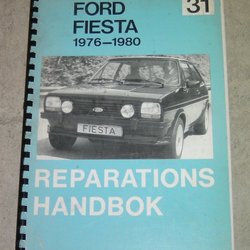 31
FORD
FIESTA
1976–1980
FIESTA
REPARATIONS
HANDBOK